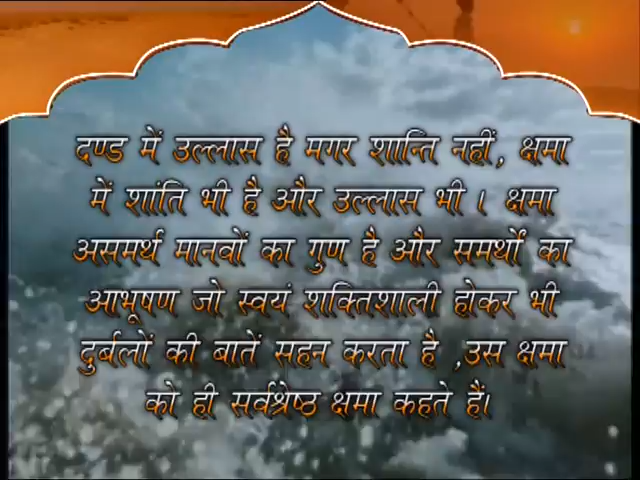 दण्ड में उल्लास है मगर शान्ति नहीं, क्षमा
में शांति भी है और उल्लास भी । क्षमा
असमर्थ मानवों का गुण है और समर्थों का
आभूषण जो स्वयं शक्तिशाली होकर भी
दुर्बलों की बातें सहन करता है ,उस क्षमा
को ही सर्वश्रेष्ठ क्षमा कहते हैं।